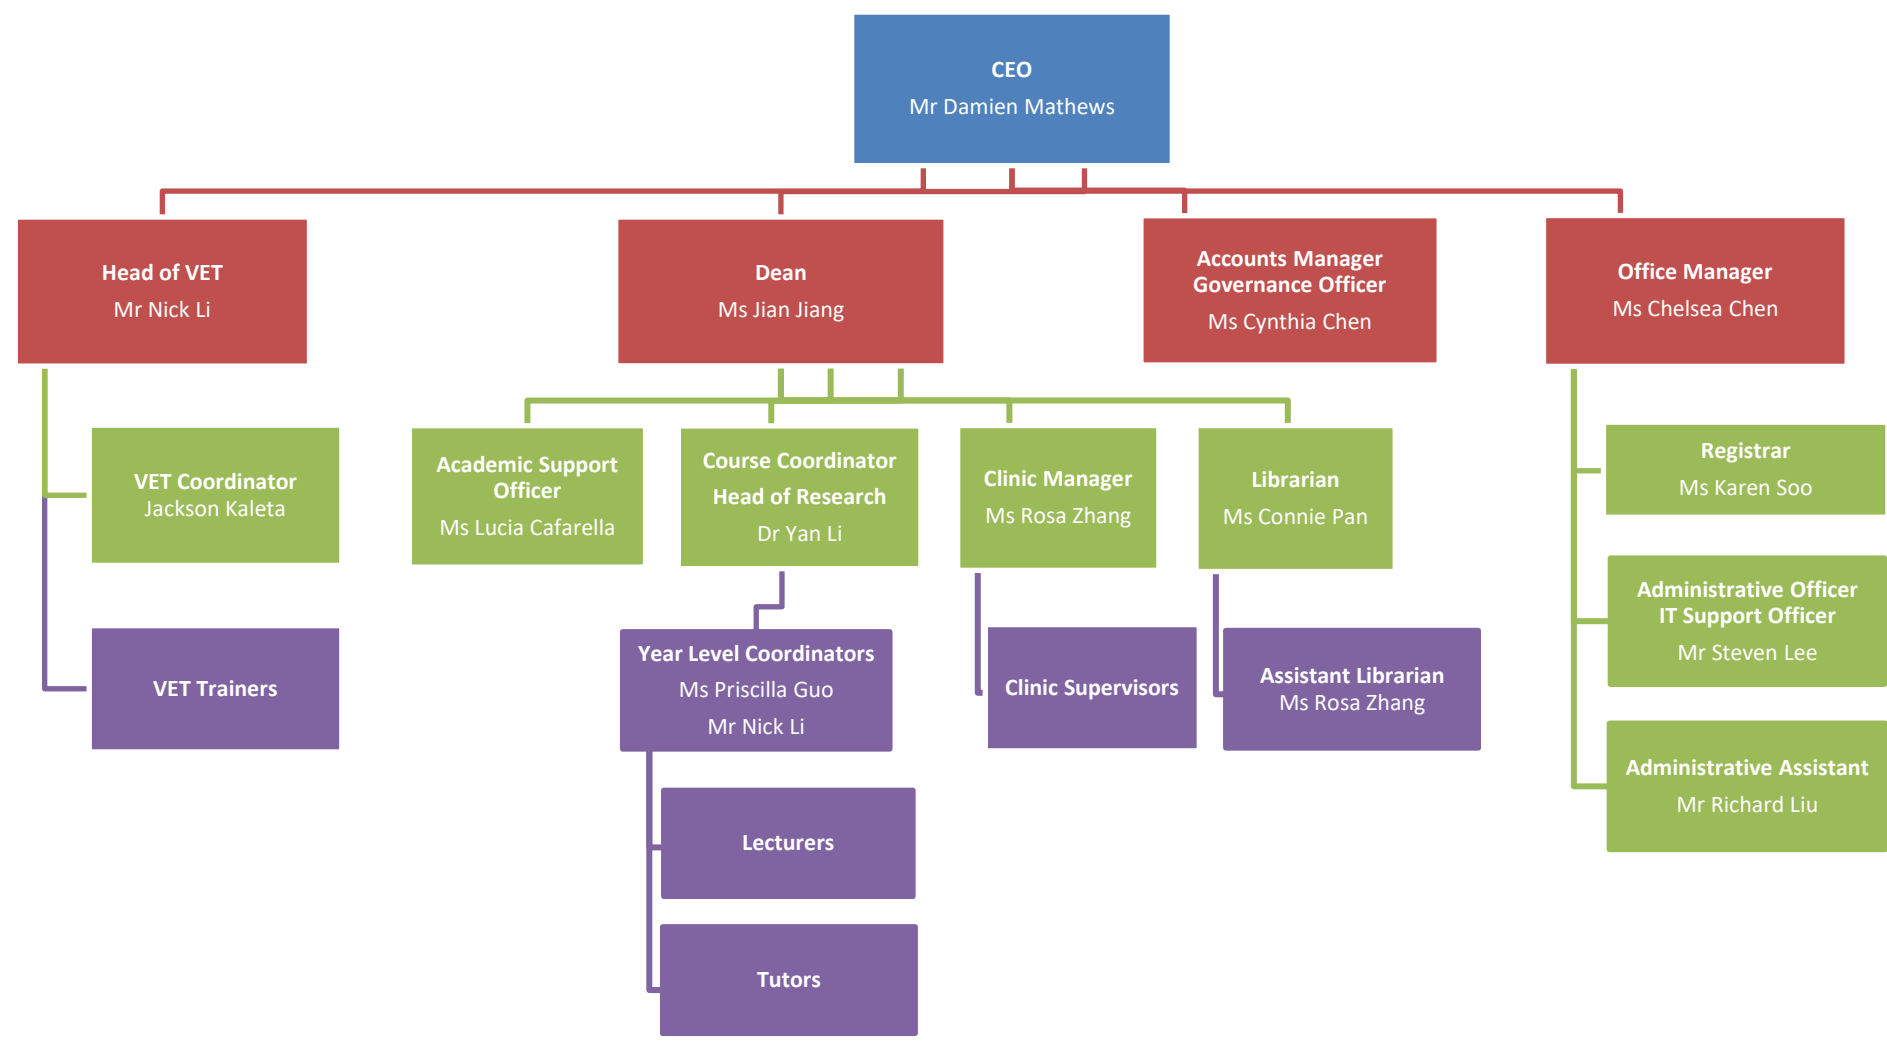 CEO
Mr Damien Mathews
Head of VET
Mr Nick Li
Dean
Ms Jian Jiang
Accounts Manager
Governance Officer
Ms Cynthia Chen
Office Manager
Ms Chelsea Chen
VET Coordinator
Jackson Kaleta
Academic Support
Officer
Ms Lucia Cafarella
Course Coordinator
Head of Research
Dr Yan Li
Clinic Manager
Ms Rosa Zhang
Librarian
Ms Connie Pan
Registrar
Ms Karen Soo
Administrative Officer
IT Support Officer
Mr Steven Lee
VET Trainers
Year Level Coordinators
Ms Priscilla Guo
Mr Nick Li
Clinic Supervisors
Assistant Librarian
Ms Rosa Zhang
Administrative Assistant
Mr Richard Liu
Lecturers
Tutors